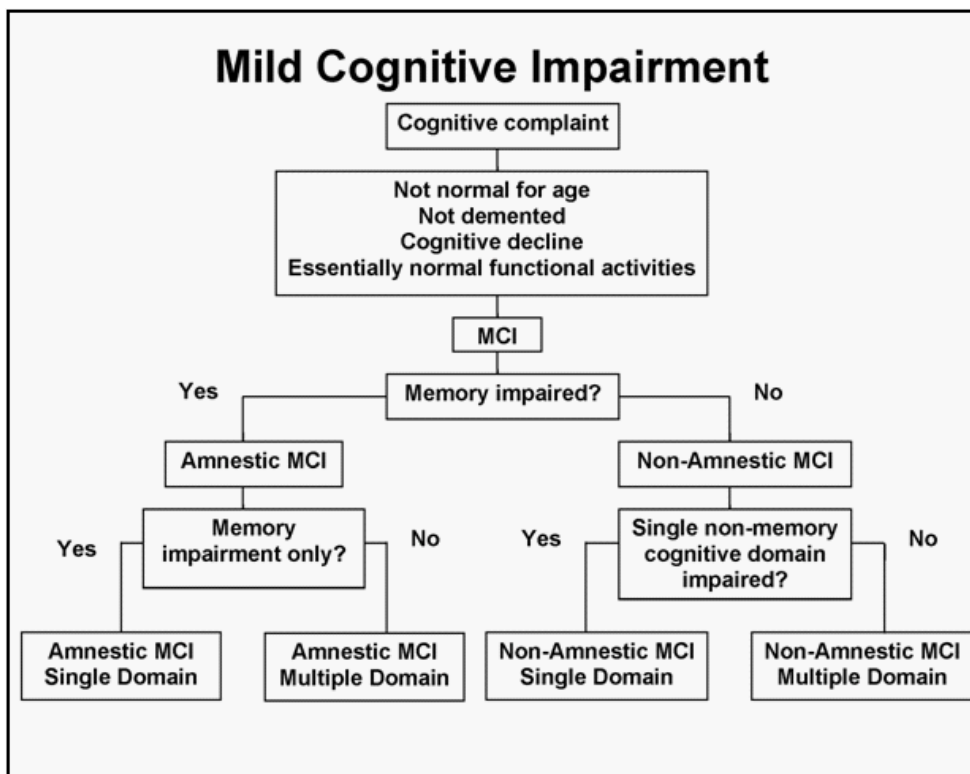 Mild Cognitive Impairment
Cognitive complaint
Not normal for age
Not demented
Cognitive decline
Essentially normal functional activities
MCI
Yes
Memory impaired?
No
Amnestic MCI
Non-Amnestic MCI
Yes
Memory
impairment only?
No
Yes
Single non-memory
cognitive domain
impaired?
No
Amnestic MCI
Single Domain
Amnestic MCI
Multiple Domain
Non-Amnestic MCI
Single Domain
Non-Amnestic MCI
Multiple Domain